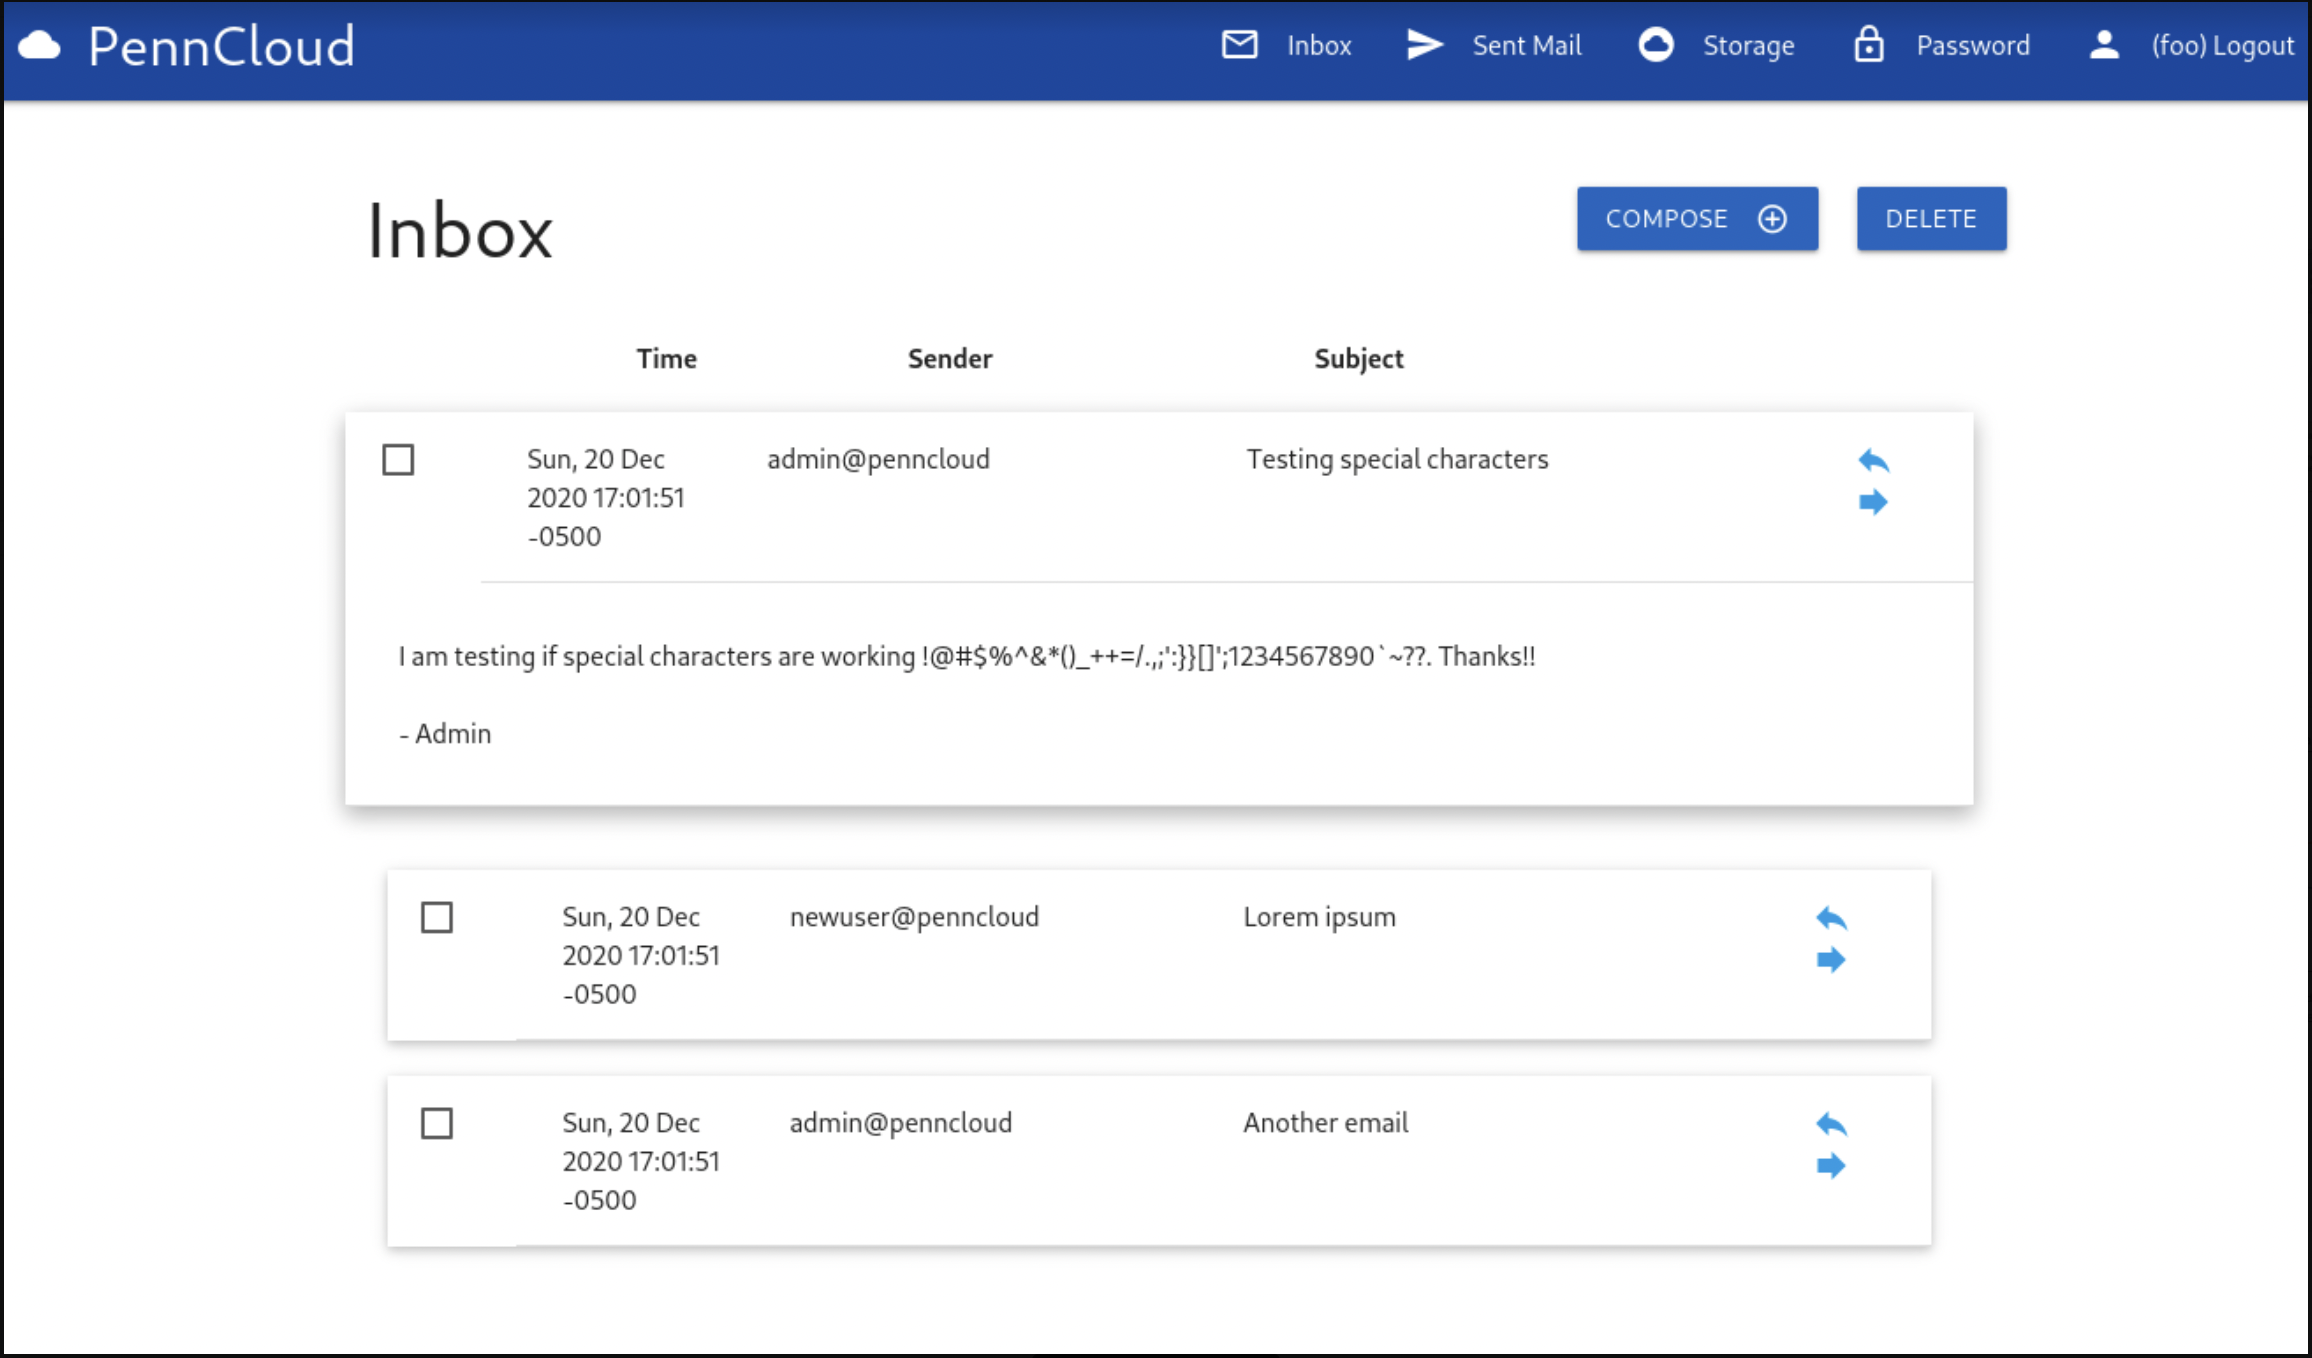 PennCloud Inbox Sent Mail Storage Password (foo) Logout
Inbox COMPOSE DELETE
Time Sender Subject
Sun, 20 Dec admin@penncloud Testing special characters
2020 17:01:51
-0500
I am testing if special characters are working !@#$%^&*()_++=/.,;':}}[]';1234567890`~??. Thanks!!
- Admin
Sun, 20 Dec newuser@penncloud Lorem ipsum
2020 17:01:51
-0500
Sun, 20 Dec admin@penncloud Another email
2020 17:01:51
-0500